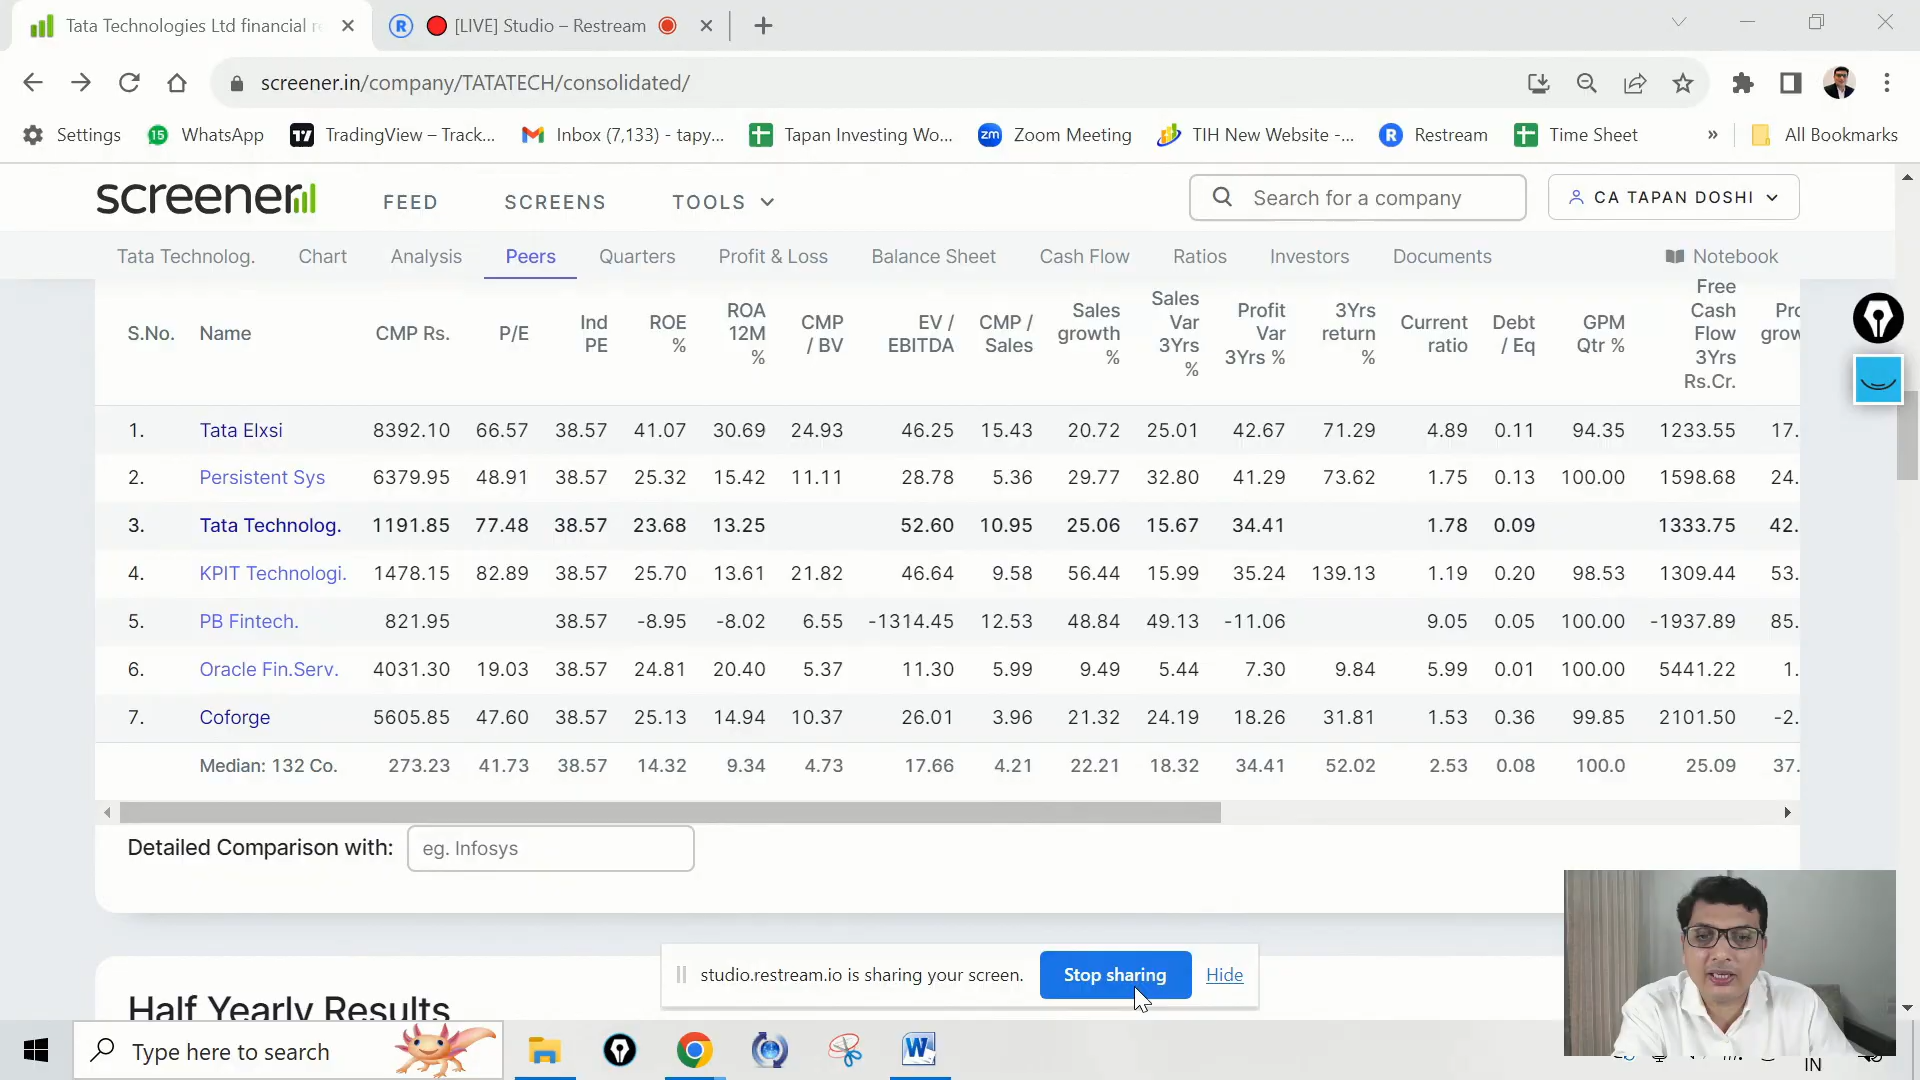 Tata Technologies Ltd financial re
[LIVE] Studio – Restream
screener.in/company/TATATECH/consolidated/
Settings WhatsApp TradingView – Track... Inbox (7,133) - tapy... Tapan Investing Wo... Zoom Meeting TIH New Website -... Restream Time Sheet » All Bookmarks
screener FEED SCREENS TOOLS Search for a company CA TAPAN DOSHI
Tata Technolog. Chart Analysis Peers Quarters Profit & Loss Balance Sheet Cash Flow Ratios Investors Documents Notebook
S.No. Name CMP Rs. P/E Ind PE ROE % ROA 12M % CMP / BV EV / EBITDA CMP / Sales Sales growth % Sales Var 3Yrs % Profit Var 3Yrs % 3Yrs return % Current ratio Debt / Eq GPM Qtr % Free Cash Flow 3Yrs Rs.Cr. Pro grow
1. Tata Elxsi 8392.10 66.57 38.57 41.07 30.69 24.93 46.25 15.43 20.72 25.01 42.67 71.29 4.89 0.11 94.35 1233.55 17.
2. Persistent Sys 6379.95 48.91 38.57 25.32 15.42 11.11 28.78 5.36 29.77 32.80 41.29 73.62 1.75 0.13 100.00 1598.68 24.
3. Tata Technolog. 1191.85 77.48 38.57 23.68 13.25 52.60 10.95 25.06 15.67 34.41 1.78 0.09 1333.75 42.
4. KPIT Technologi. 1478.15 82.89 38.57 25.70 13.61 21.82 46.64 9.58 56.44 15.99 35.24 139.13 1.19 0.20 98.53 1309.44 53.
5. PB Fintech. 821.95 38.57 -8.95 -8.02 6.55 -1314.45 12.53 48.84 49.13 -11.06 9.05 0.05 100.00 -1937.89 85.
6. Oracle Fin.Serv. 4031.30 19.03 38.57 24.81 20.40 5.37 11.30 5.99 9.49 5.44 7.30 9.84 5.99 0.01 100.00 5441.22 1.
7. Coforge 5605.85 47.60 38.57 25.13 14.94 10.37 26.01 3.96 21.32 24.19 18.26 31.81 1.53 0.36 99.85 2101.50 -2.
Median: 132 Co. 273.23 41.73 38.57 14.32 9.34 4.73 17.66 4.21 22.21 18.32 34.41 52.02 2.53 0.08 100.0 25.09 37.
Detailed Comparison with: eg. Infosys
studio.restream.io is sharing your screen. Stop sharing Hide
Half Yearly Results
Type here to search
IN